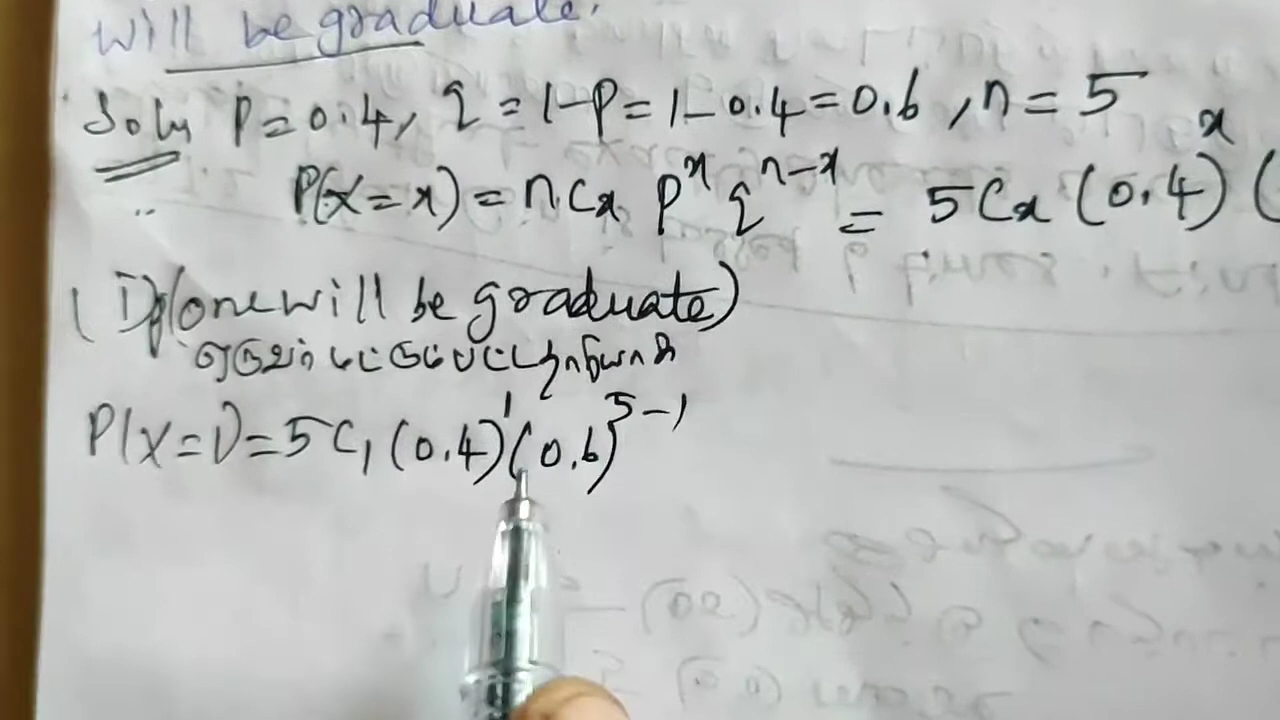 will be graduate.
Soln P=0.4, q=1-P=1-0.4=0.6, n=5
P(X=x)=nCx P^x q^n-x = 5Cx (0.4)^x (
(1) P(one will be graduate)
P(X=1)=5C1(0.4)^1(0.6)^5-1